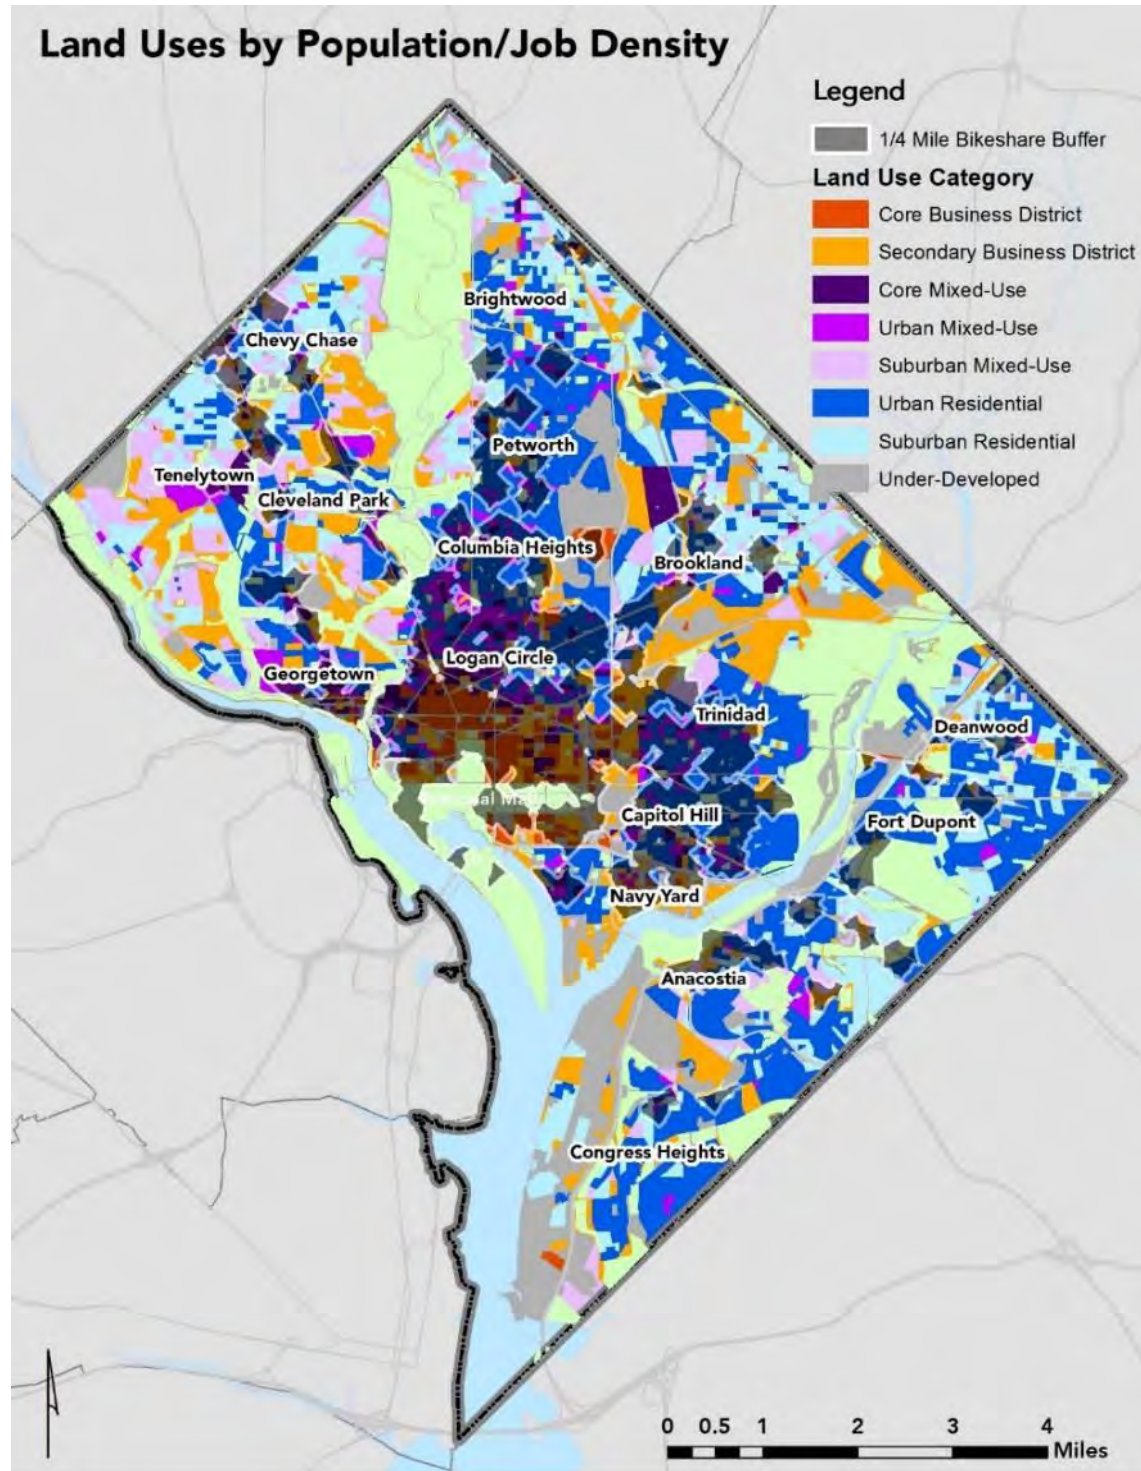 Land Uses by Population/Job Density
Legend
1/4 Mile Bikeshare Buffer
Land Use Category
Core Business District
Secondary Business District
Core Mixed-Use
Urban Mixed-Use
Suburban Mixed-Use
Urban Residential
Suburban Residential
Under-Developed
Brightwood
Chevy Chase
Petworth
Tenelytown
Cleveland Park
Columbia Heights
Brookland
Logan Circle
Georgetown
Trinidad
Deanwood
Capitol Hill
Fort Dupont
Navy Yard
Anacostia
Congress Heights
0 0.5 1 2 3 4
Miles